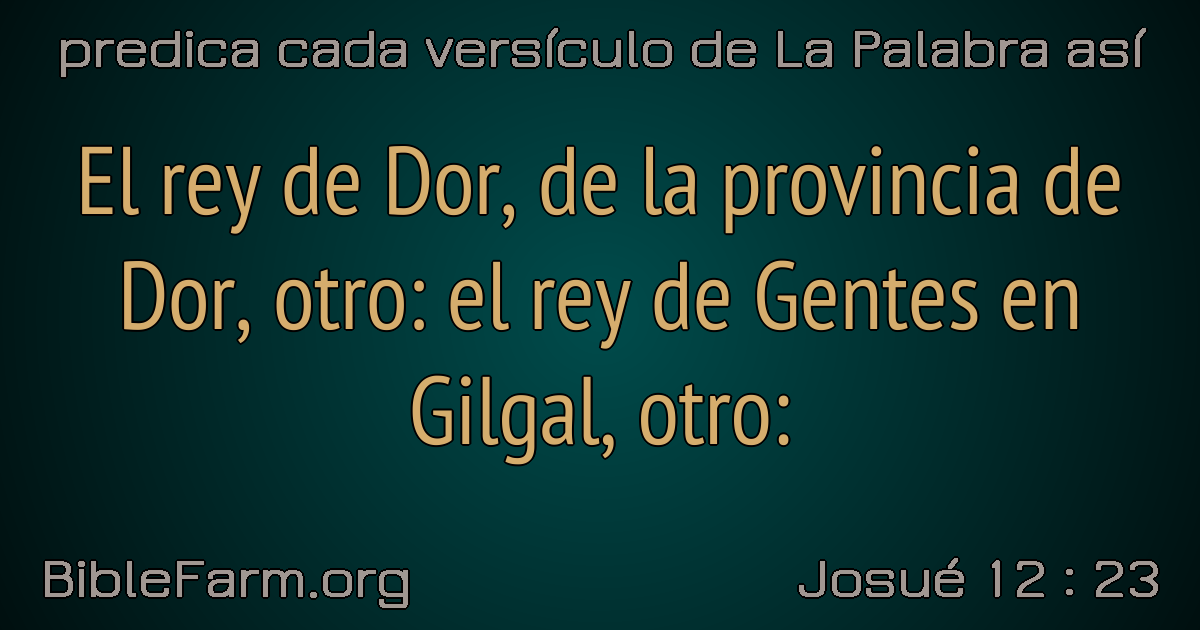 predica cada versículo de La Palabra así
El rey de Dor, de la provincia de
Dor, otro: el rey de Gentes en
Gilgal, otro:
BibleFarm.org
Josué 12 : 23